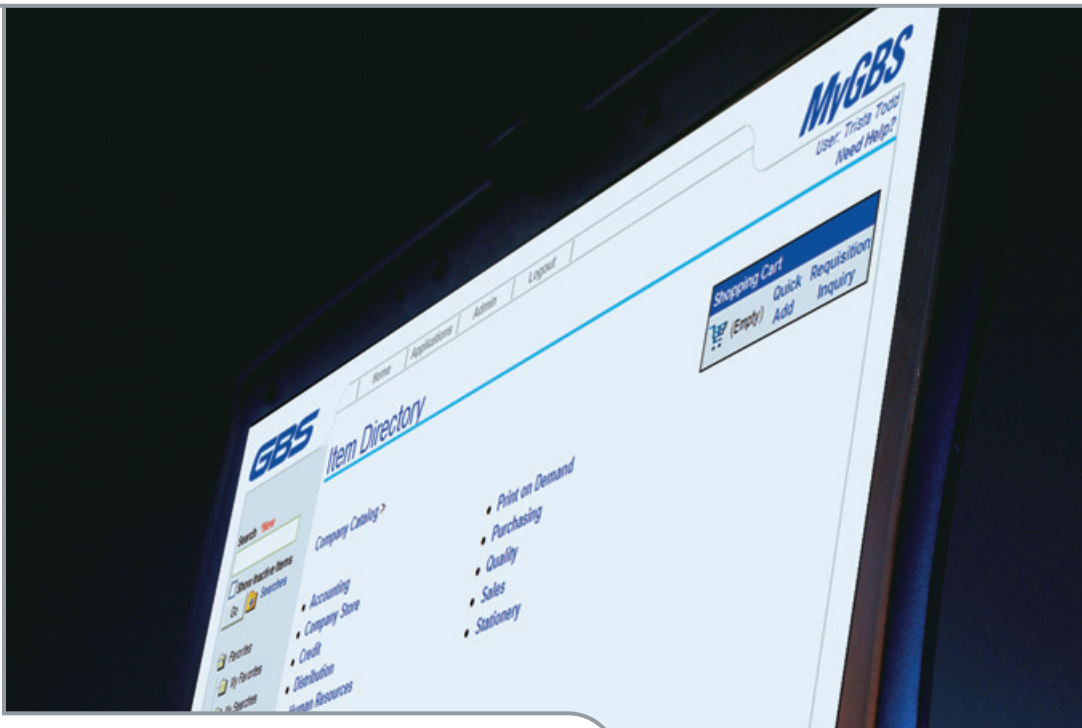 MyGBS
User: Trista Todd
Need Help?
Home Applications Admin Logout
Shopping Cart
(Empty) Quick Add Requisition Inquiry
GBS
Item Directory
Search *New
Show Inactive Items
Go Searches
Favorites
My Favorites
My Searches
Company Catalog >
• Accounting
• Company Store
• Credit
• Distribution
Human Resources
• Print on Demand
• Purchasing
• Quality
• Sales
• Stationery